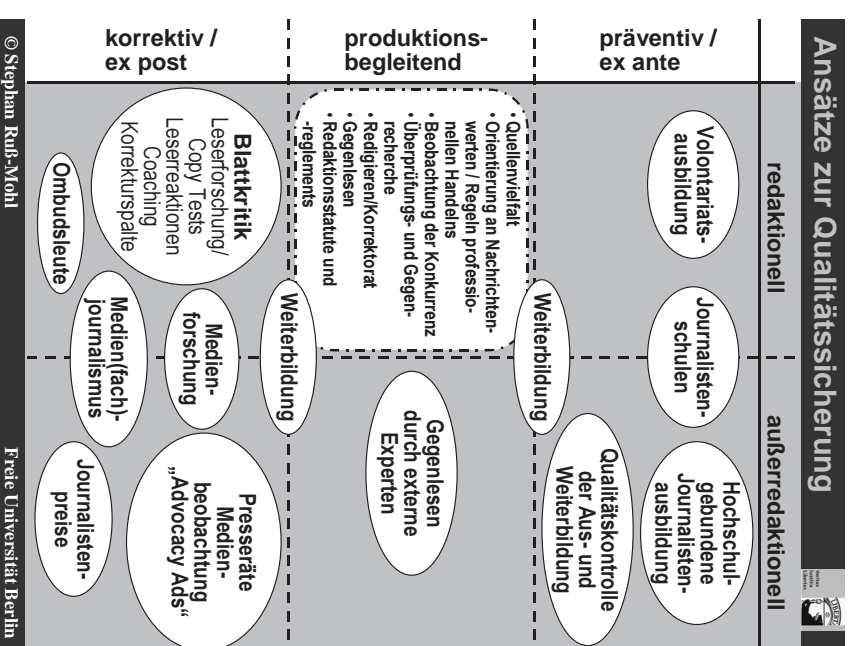 Ansätze zur Qualitätssicherung
Veritas
Iustitia
Libertas
redaktionell
außerredaktionell
präventiv /
ex ante
Volontariats-
ausbildung
Journalisten-
schulen
Hochschul-
gebundene
Journalisten-
ausbildung
Qualitätskontrolle
der Aus- und
Weiterbildung
Weiterbildung
produktions-
begleitend
• Quellenvielfalt
• Orientierung an Nachrichten-
werten / Regeln professio-
nellen Handelns
• Beobachtung der Konkurrenz
• Überprüfungs- und Gegen-
recherche
• Redigieren/Korrektorat
• Gegenlesen
• Redaktionsstatute und
-reglements
Gegenlesen
durch externe
Experten
Weiterbildung
korrektiv /
ex post
Blattkritik
Leserforschung/
Copy Tests
Leserreaktionen
Coaching
Korrekturspalte
Ombudsleute
Medien-
forschung
Medien(fach)-
journalismus
Presseräte
Medien-
beobachtung
„Advocacy Ads“
Journalisten-
preise
© Stephan Ruß-Mohl
Freie Universität Berlin